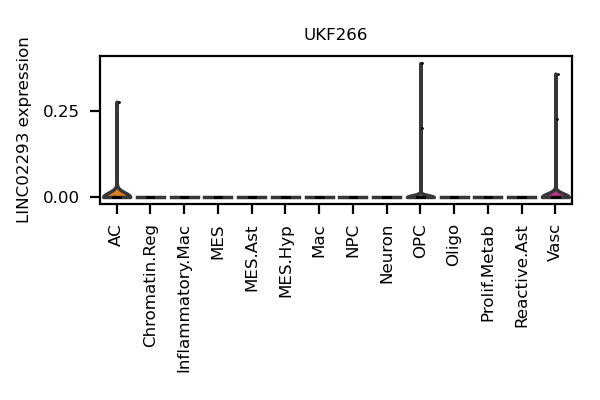 UKF266
LINC02293 expression
0.25
0.00
AC
Chromatin.Reg
Inflammatory.Mac
MES
MES.Ast
MES.Hyp
Mac
NPC
Neuron
OPC
Oligo
Prolif.Metab
Reactive.Ast
Vasc